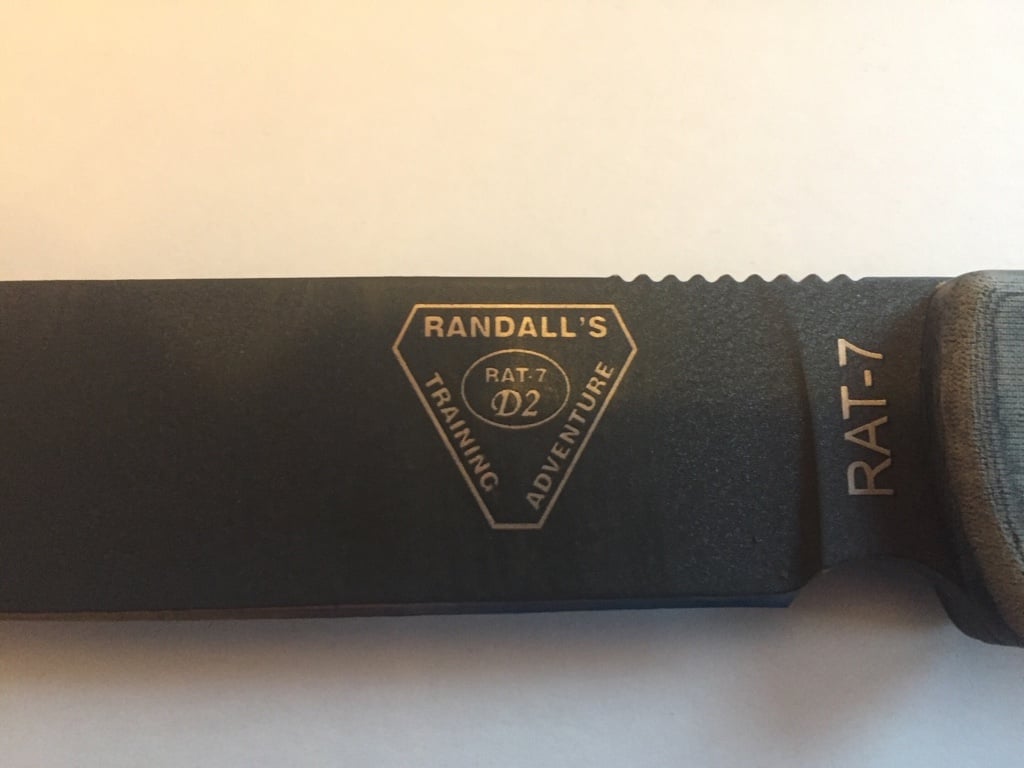 RANDALL'S
RAT-7
D2
TRAINING
ADVENTURE
RAT-7